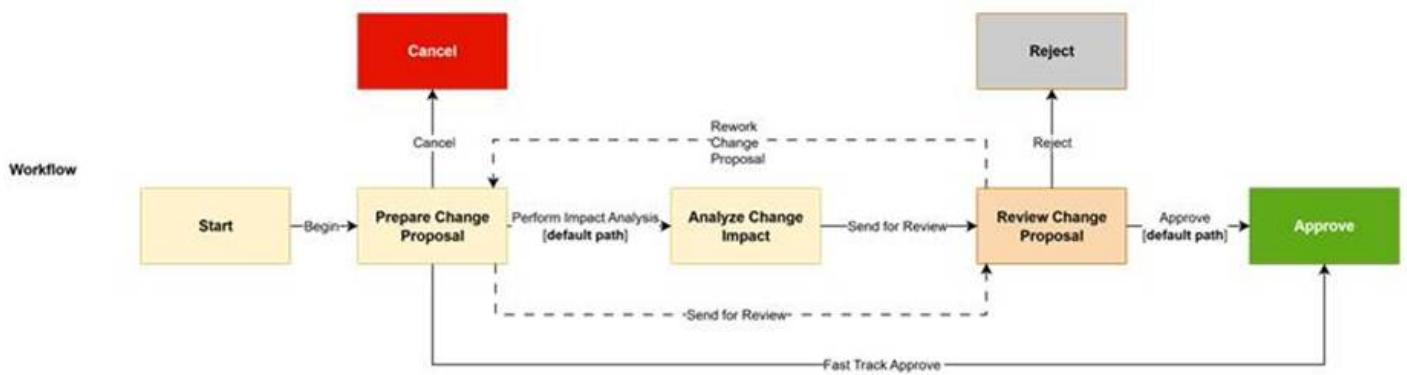 Cancel
Reject
Cancel
Rework
Change
Proposal
Reject
Workflow
Start
Begin
Prepare Change
Proposal
Perform Impact Analysis
[default path]
Analyze Change
Impact
Send for Review
Review Change
Proposal
Approve
[default path]
Approve
Send for Review
Fast Track Approve